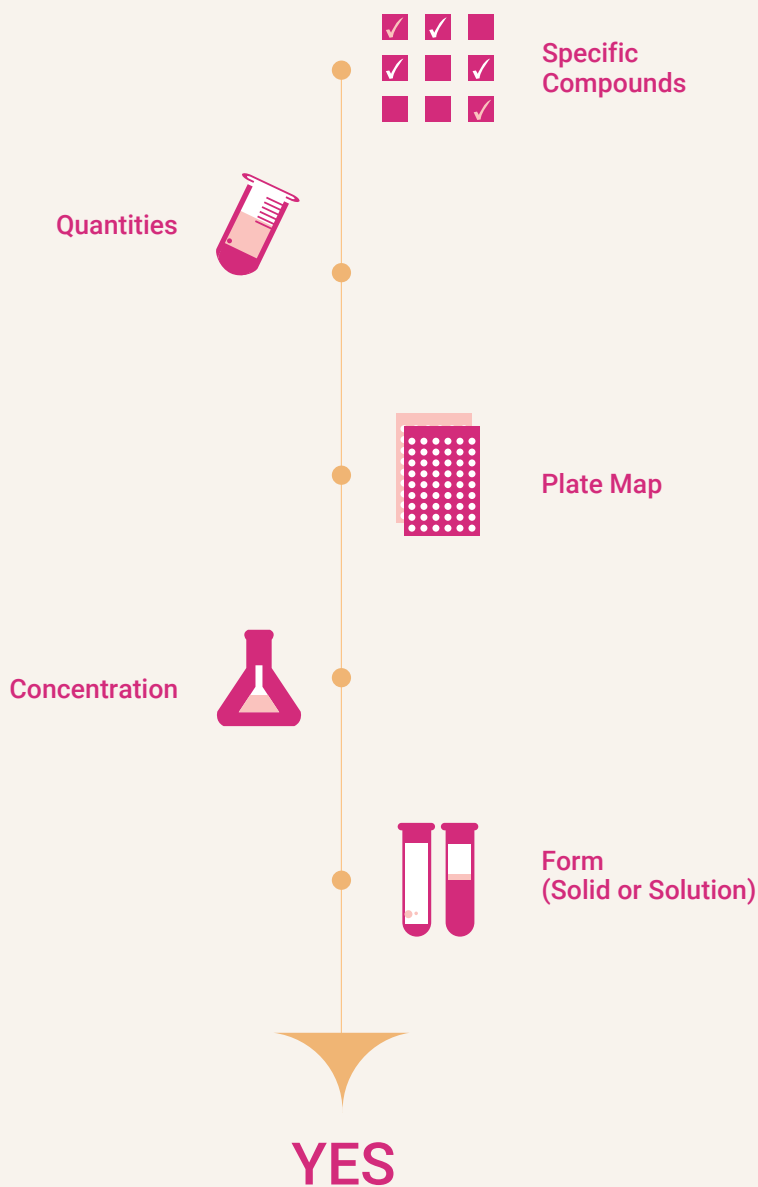 Specific
Compounds
Quantities
Plate Map
Concentration
Form
(Solid or Solution)
YES